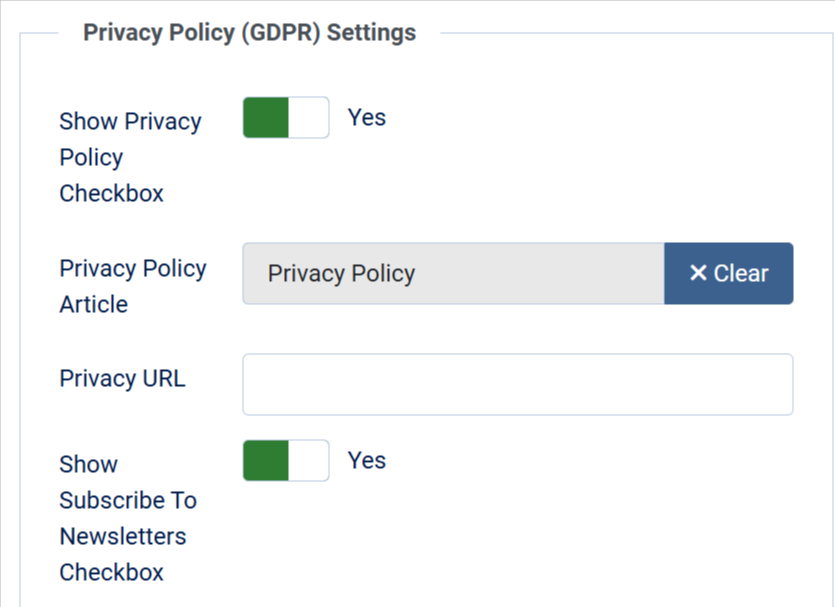 Privacy Policy (GDPR) Settings
Show Privacy
Policy
Checkbox
Yes
Privacy Policy
Article
Privacy Policy
✕ Clear
Privacy URL
Show
Subscribe To
Newsletters
Checkbox
Yes